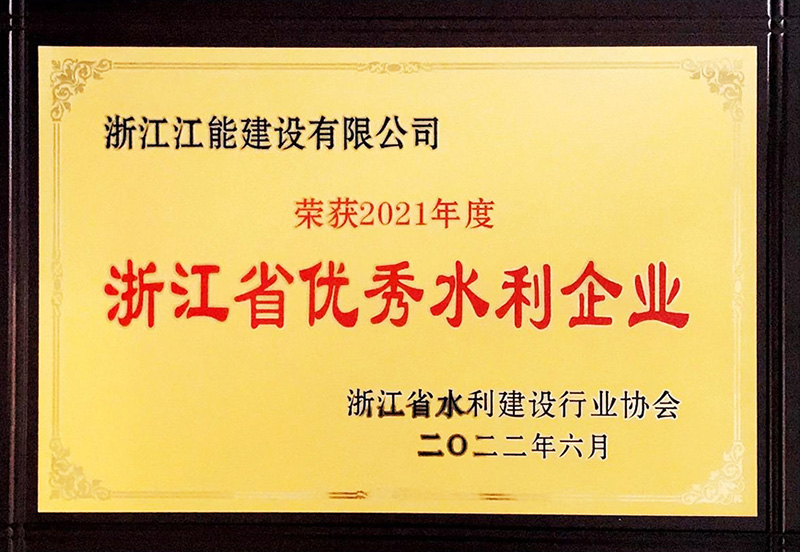 浙江江能建设有限公司
荣获2021年度
浙江省优秀水利企业
浙江省水利建设行业协会
二〇二二年六月